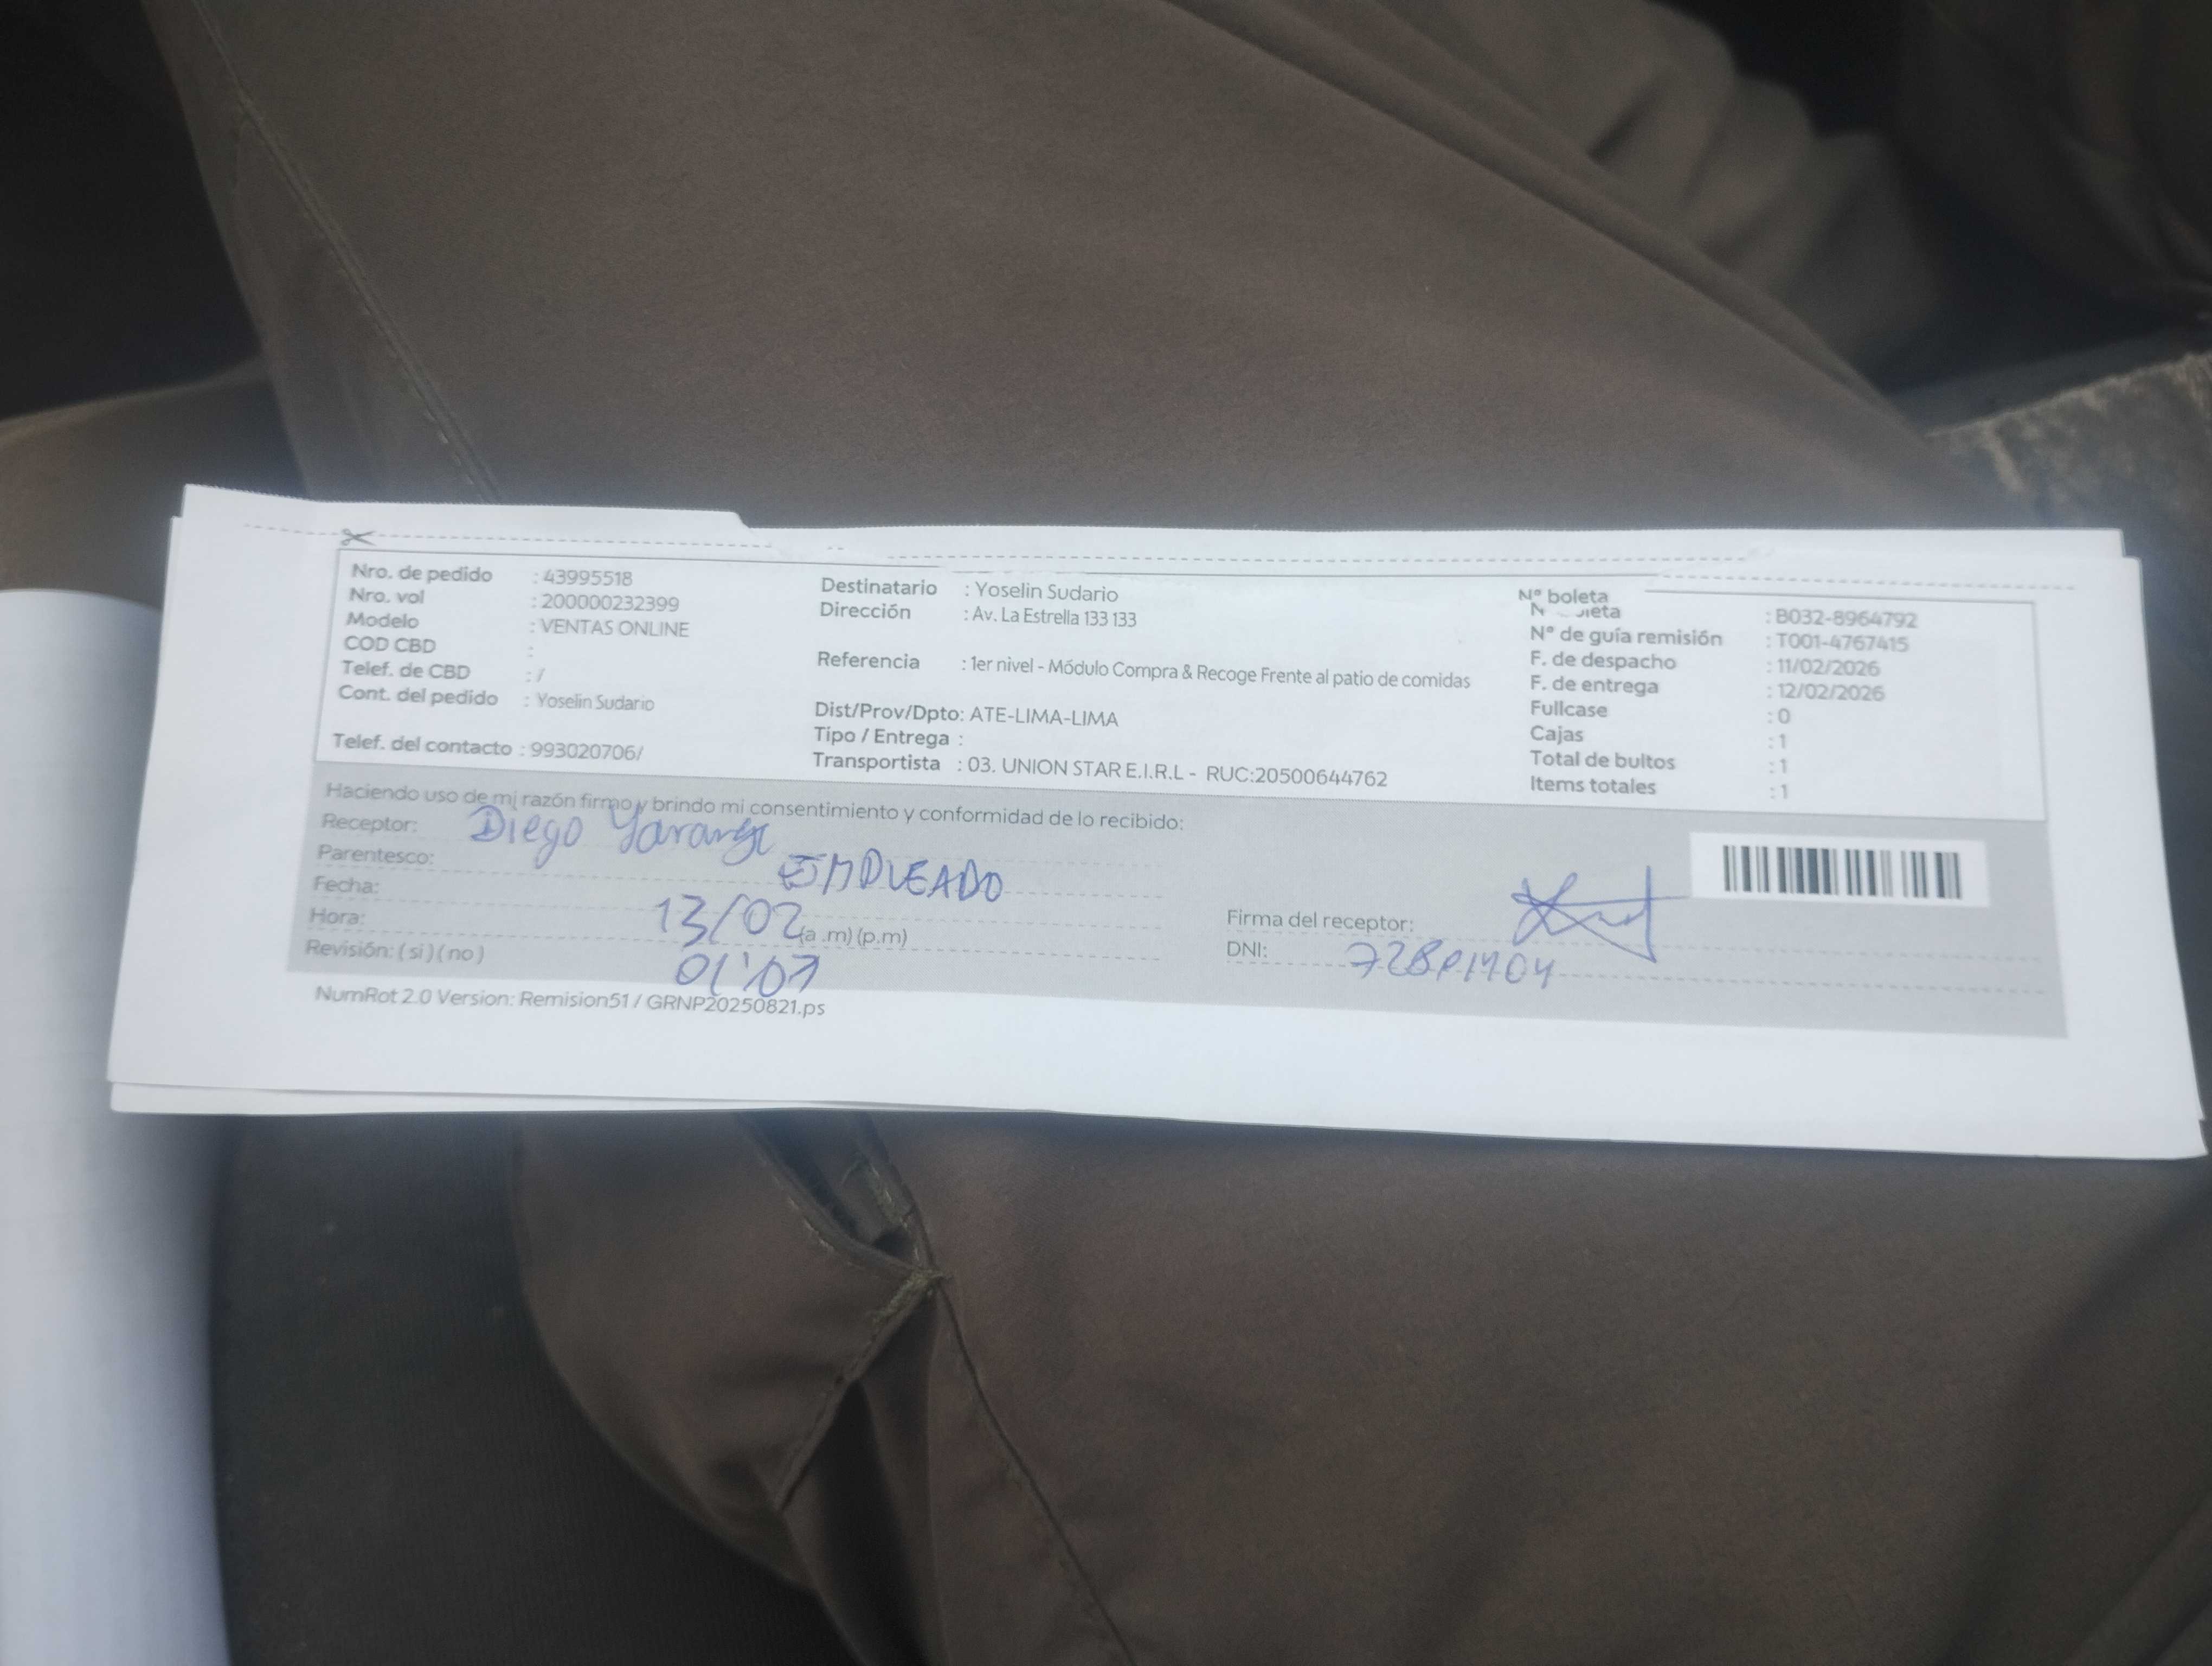 Nro. de pedido : 43995518
Nro. vol : 200000232399
Modelo : VENTAS ONLINE
COD CBD :
Telef. de CBD : /
Cont. del pedido : Yoselin Sudario
Telef. del contacto : 993020706/
Destinatario : Yoselin Sudario
Dirección : Av. La Estrella 133 133
Referencia : 1er nivel - Módulo Compra & Recoge Frente al patio de comidas
Dist/Prov/Dpto: ATE-LIMA-LIMA
Tipo / Entrega :
Transportista : 03. UNION STAR E.I.R.L - RUC:20500644762
Nº boleta : B032-8964792
Nº de guía remisión : T001-4767415
F. de despacho : 11/02/2026
F. de entrega : 12/02/2026
Fullcase : 0
Cajas : 1
Total de bultos : 1
Items totales : 1
Haciendo uso de mi razón firmo y brindo mi consentimiento y conformidad de lo recibido:
Receptor: Diego
Parentesco: EMPLEADO
Fecha: 13/02
Hora: (a .m) (p.m)
Revisión: ( si ) ( no )
Firma del receptor:
DNI:
NumRot 2.0 Version: Remision51 / GRNP20250821.ps